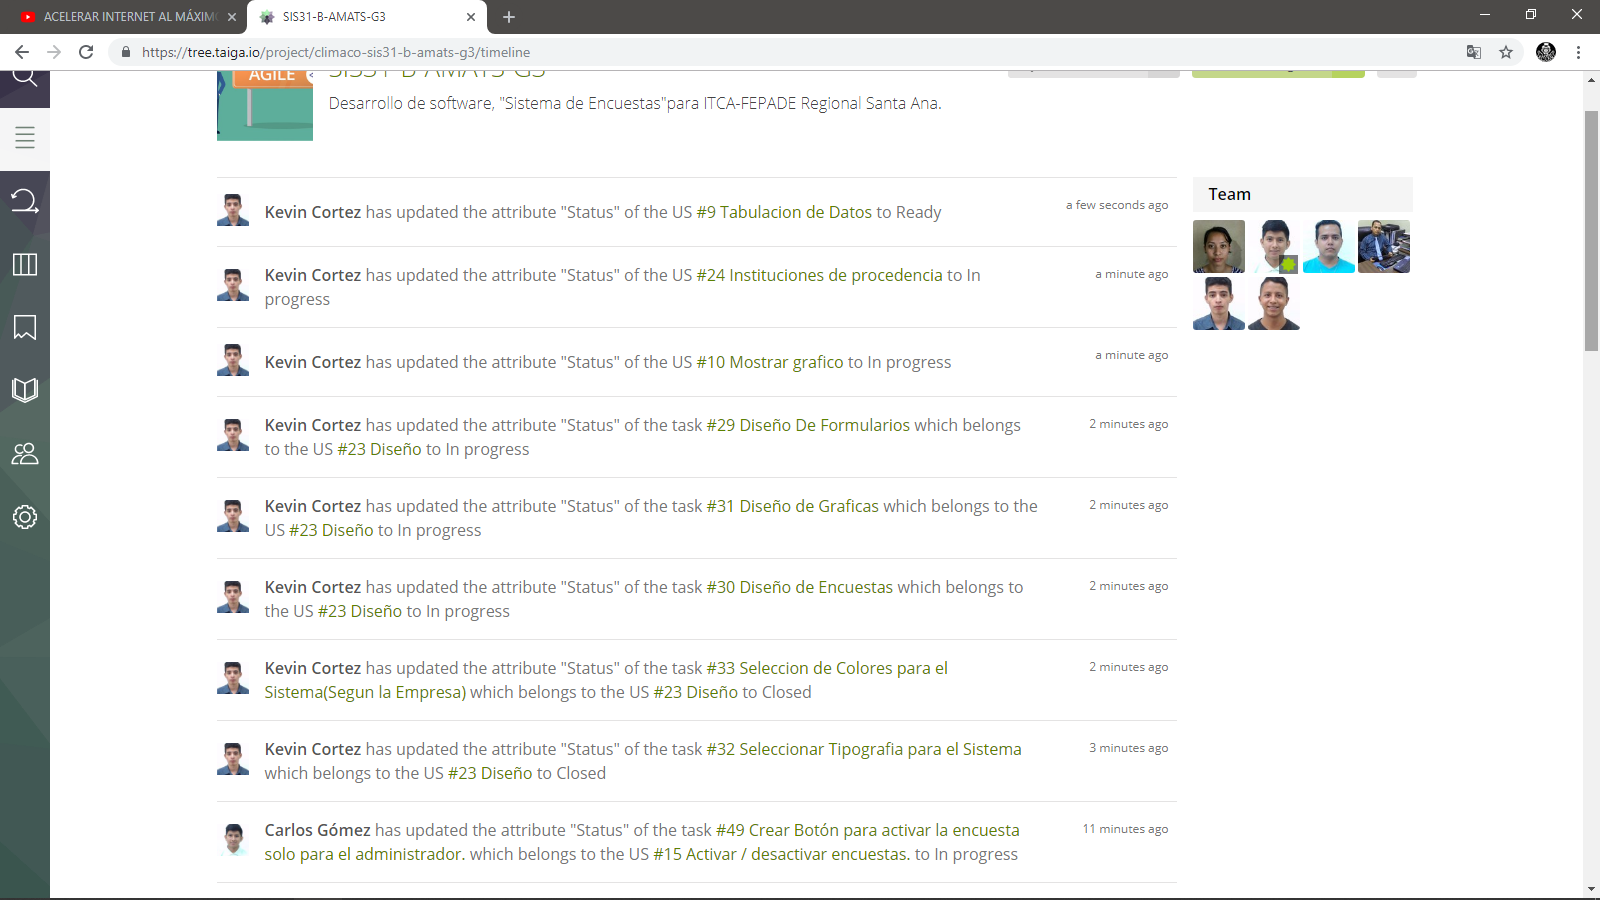 ACELERAR INTERNET AL MÁXIM
SIS31-B-AMATS-G3
https://tree.taiga.io/project/climaco-sis31-b-amats-g3/timeline
AGILE
SIS31-B-AMATS-G3
Desarrollo de software, "Sistema de Encuestas"para ITCA-FEPADE Regional Santa Ana.
Kevin Cortez has updated the attribute "Status" of the US #9 Tabulacion de Datos to Ready
a few seconds ago
Kevin Cortez has updated the attribute "Status" of the US #24 Instituciones de procedencia to In
progress
a minute ago
Kevin Cortez has updated the attribute "Status" of the US #10 Mostrar grafico to In progress
a minute ago
Kevin Cortez has updated the attribute "Status" of the task #29 Diseño De Formularios which belongs
to the US #23 Diseño to In progress
2 minutes ago
Kevin Cortez has updated the attribute "Status" of the task #31 Diseño de Graficas which belongs to the
US #23 Diseño to In progress
2 minutes ago
Kevin Cortez has updated the attribute "Status" of the task #30 Diseño de Encuestas which belongs to
the US #23 Diseño to In progress
2 minutes ago
Kevin Cortez has updated the attribute "Status" of the task #33 Seleccion de Colores para el
Sistema(Segun la Empresa) which belongs to the US #23 Diseño to Closed
2 minutes ago
Kevin Cortez has updated the attribute "Status" of the task #32 Seleccionar Tipografia para el Sistema
which belongs to the US #23 Diseño to Closed
3 minutes ago
Carlos Gómez has updated the attribute "Status" of the task #49 Crear Botón para activar la encuesta
solo para el administrador. which belongs to the US #15 Activar / desactivar encuestas. to In progress
11 minutes ago
Team